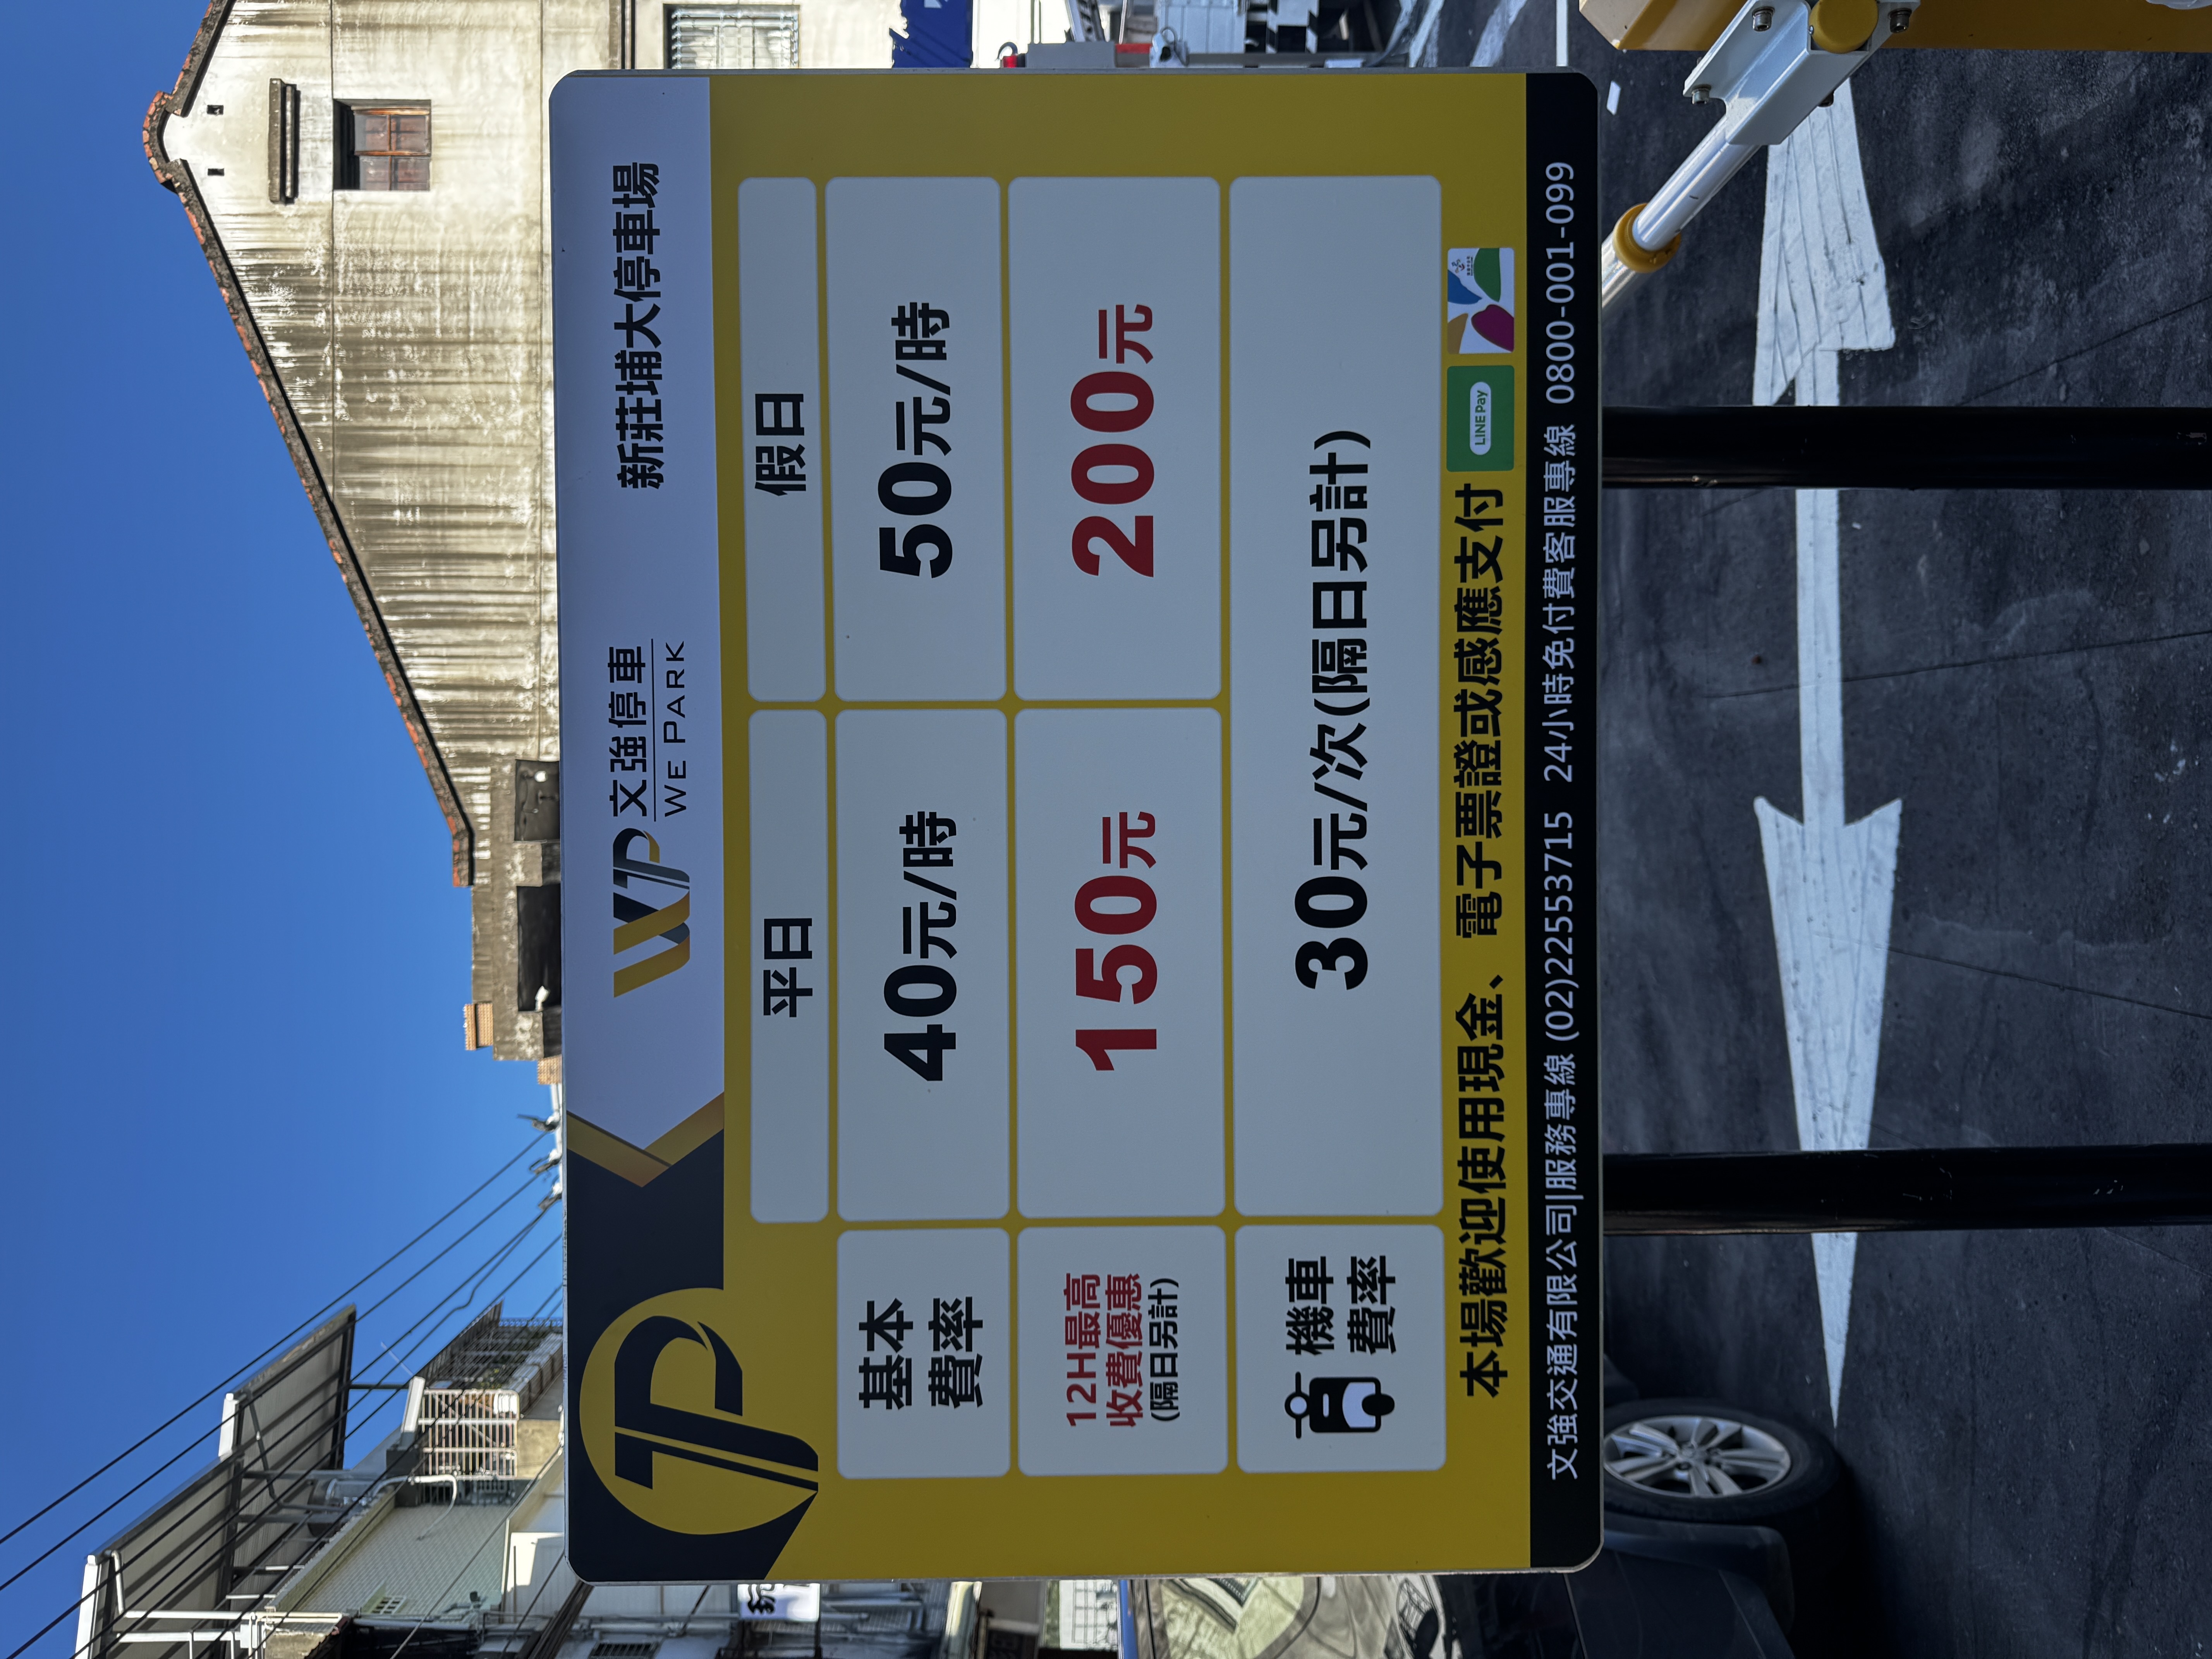 文強停車
WE PARK
新莊埔大停車場
平日
假日
基本
費率
40元/時
50元/時
12H最高
收費優惠
(隔日另計)
150元
200元
機車
費率
30元/次(隔日另計)
本場歡迎使用現金、電子票證或感應支付
LINE Pay
文強交通有限公司|服務專線 (02)22553715 24小時免付費客服專線 0800-001-099